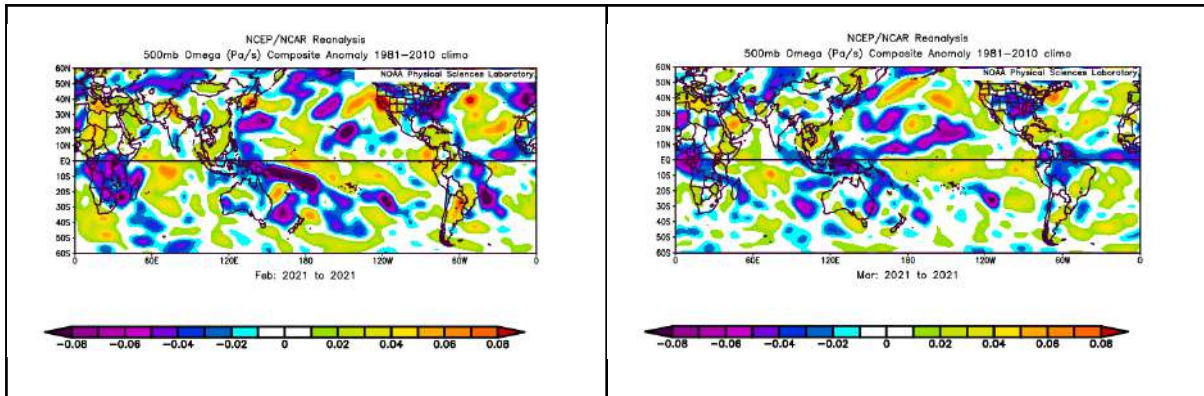 NCEP/NCAR Reanalysis
500mb Omega (Pa/s) Composite Anomaly 1981-2010 climo
NOAA Physical Sciences Laboratory
60N
50N
40N
30N
20N
10N
EQ
10S
20S
30S
40S
50S
60S
0 60E 120E 180 120W 60W 0
Feb: 2021 to 2021
-0.08 -0.06 -0.04 -0.02 0 0.02 0.04 0.06 0.08
NCEP/NCAR Reanalysis
500mb Omega (Pa/s) Composite Anomaly 1981-2010 climo
NOAA Physical Sciences Laboratory
60N
50N
40N
30N
20N
10N
EQ
10S
20S
30S
40S
50S
60S
0 60E 120E 180 120W 60W 0
Mar: 2021 to 2021
-0.08 -0.06 -0.04 -0.02 0 0.02 0.04 0.06 0.08